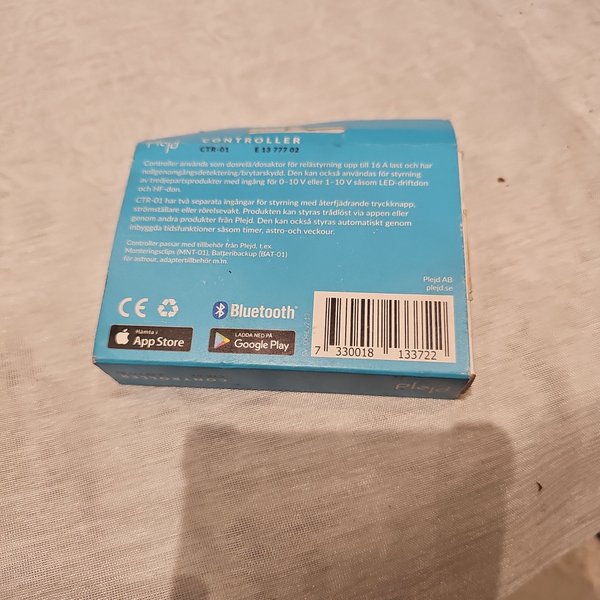 Plejd
CONTROLLER
CTR-01 E 13 777 02
Controller används som dosrelä/dosaktor för relästyrning upp till 16 A last och har
nollgenomgångsdetektering/brytarskydd. Den kan också användas för styrning
av tredjepartsprodukter med ingång för 0–10 V eller 1–10 V såsom LED-driftdon
och HF-don.
CTR-01 har två separata ingångar för styrning med återfjädrande tryckknapp,
strömställare eller rörelsevakt. Produkten kan styras trådlöst via appen eller
genom andra produkter från Plejd. Den kan också styras automatiskt genom
inbyggda tidsfunktioner såsom timer, astro-och veckour.
Controller passar med tillbehör från Plejd, t.ex.
Monteringsclips (MNT-01), Batteribackup (BAT-01)
för astrour, adaptertillbehör m.m.
Plejd AB
plejd.se
CE
Bluetooth®
Hämta i
App Store
LADDA NED PÅ
Google Play
7 330018 133722
CONTROLLER
Plejd